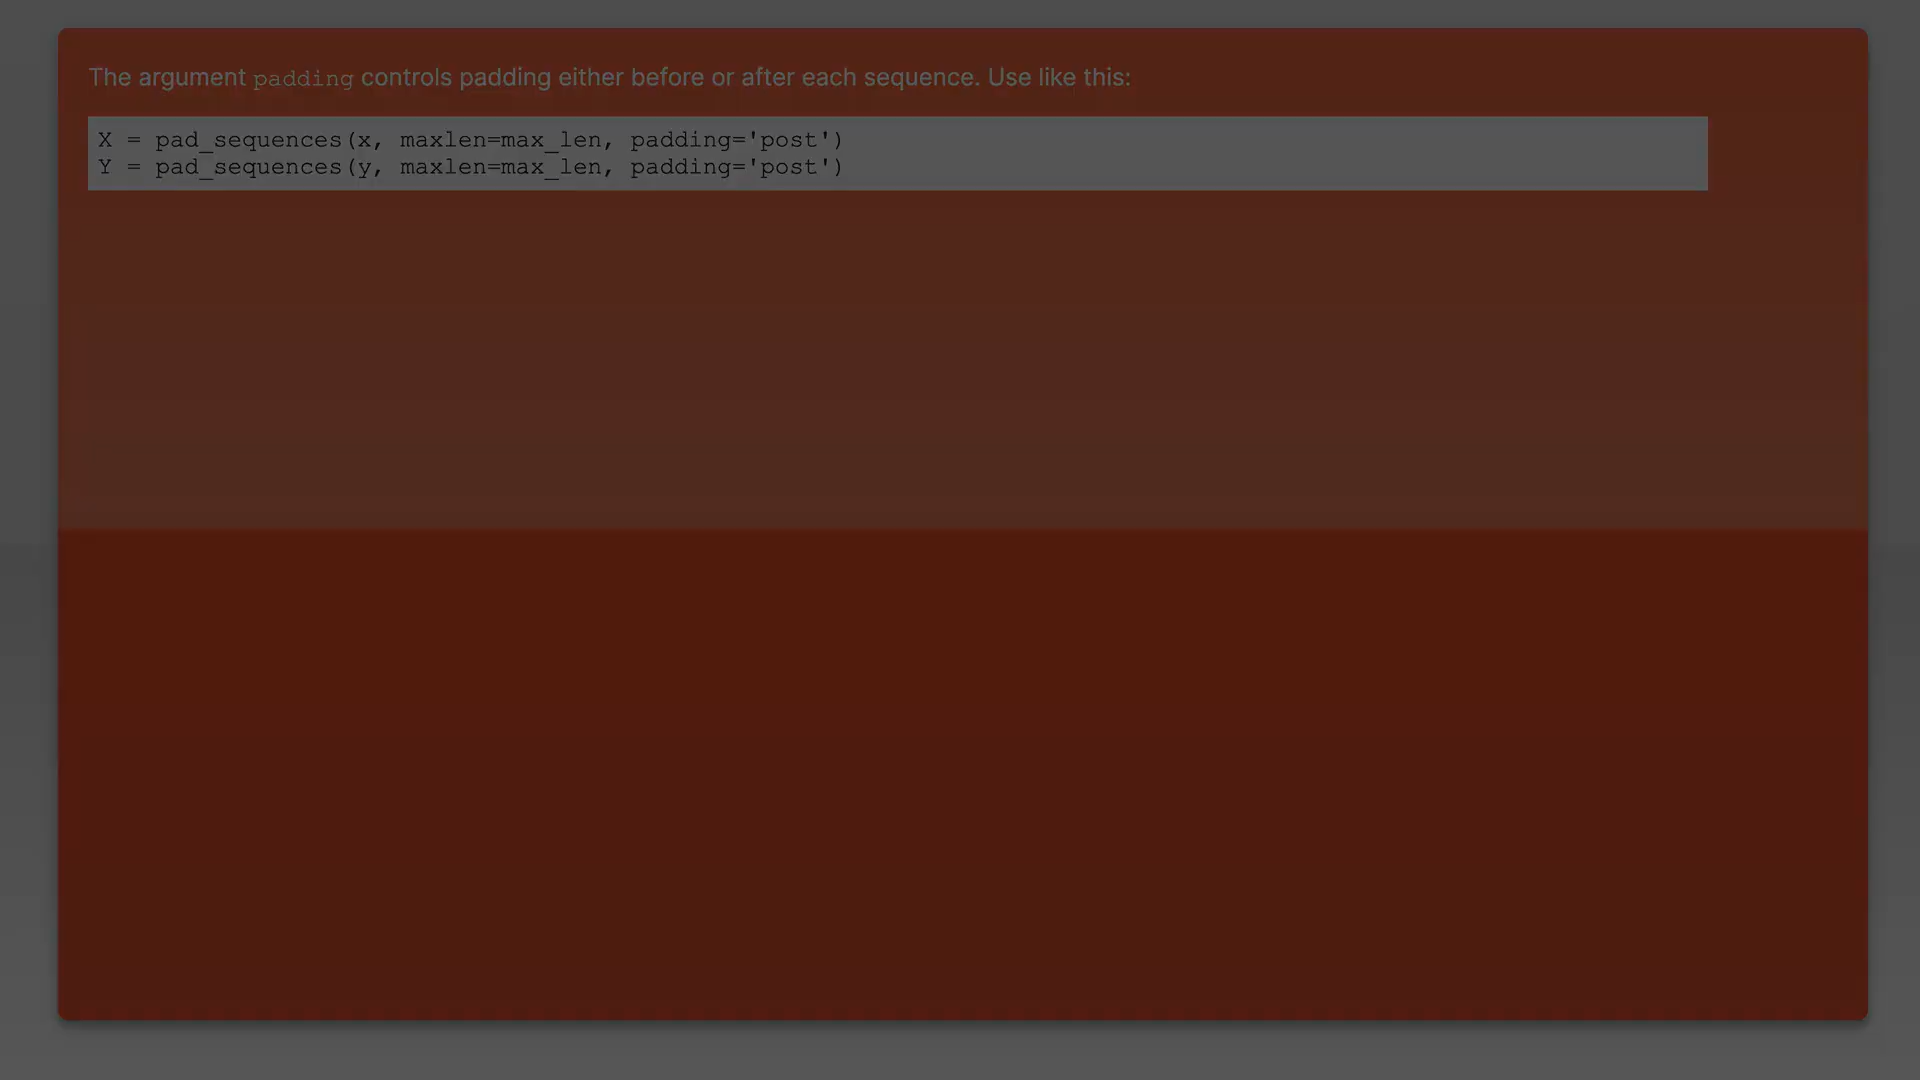 The argument padding controls padding either before or after each sequence. Use like this:
X = pad_sequences(x, maxlen=max_len, padding='post')
Y = pad_sequences(y, maxlen=max_len, padding='post')